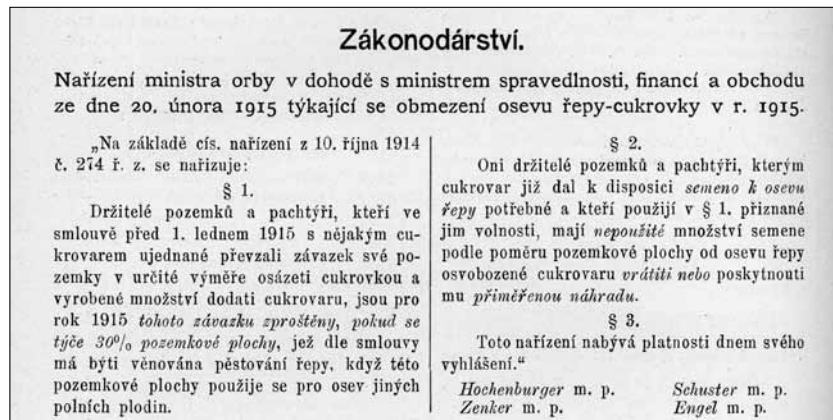 Zákonodárství.
Nařízení ministra orby v dohodě s ministrem spravedlnosti, financí a obchodu
ze dne 20. února 1915 týkající se obmezení osevu řepy-cukrovky v r. 1915.
„Na základě cís. nařízení z 10. října 1914
č. 274 ř. z. se nařizuje:
§ 1.
Držitelé pozemků a pachtýři, kteří ve
smlouvě před 1. lednem 1915 s nějakým cu-
krovarem ujednané převzali závazek své po-
zemky v určité výměře osázeti cukrovkou a
vyrobené množství dodati cukrovaru, jsou pro
rok 1915 tohoto závazku zproštěny, pokud se
týče 30% pozemkové plochy, jež dle smlouvy
má býti věnována pěstování řepy, když této
pozemkové plochy použije se pro osev jiných
polních plodin.
§ 2.
Oni držitelé pozemků a pachtýři, kterým
cukrovar již dal k disposici semeno k osevu
řepy potřebné a kteří použijí v § 1. přiznané
jim volnosti, mají nepoužité množství semene
podle poměru pozemkové plochy od osevu řepy
osvobozené cukrovaru vrátiti nebo poskytnouti
mu přiměřenou náhradu.
§ 3.
Toto nařízení nabývá platnosti dnem svého
vyhlášení.“
Hochenburger m. p. Schuster m. p.
Zenker m. p. Engel m. p.